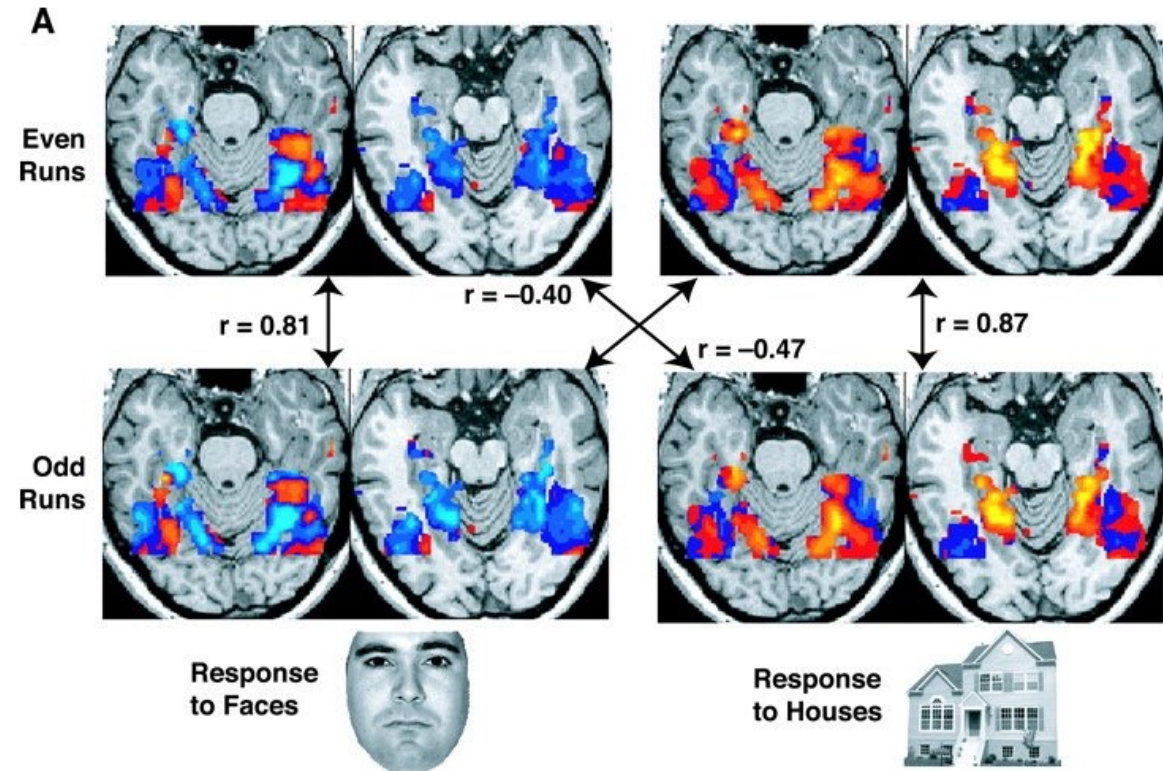 A
Even
Runs
r = –0.40
r = 0.81
r = 0.87
r = –0.47
Odd
Runs
Response
to Faces
Response
to Houses